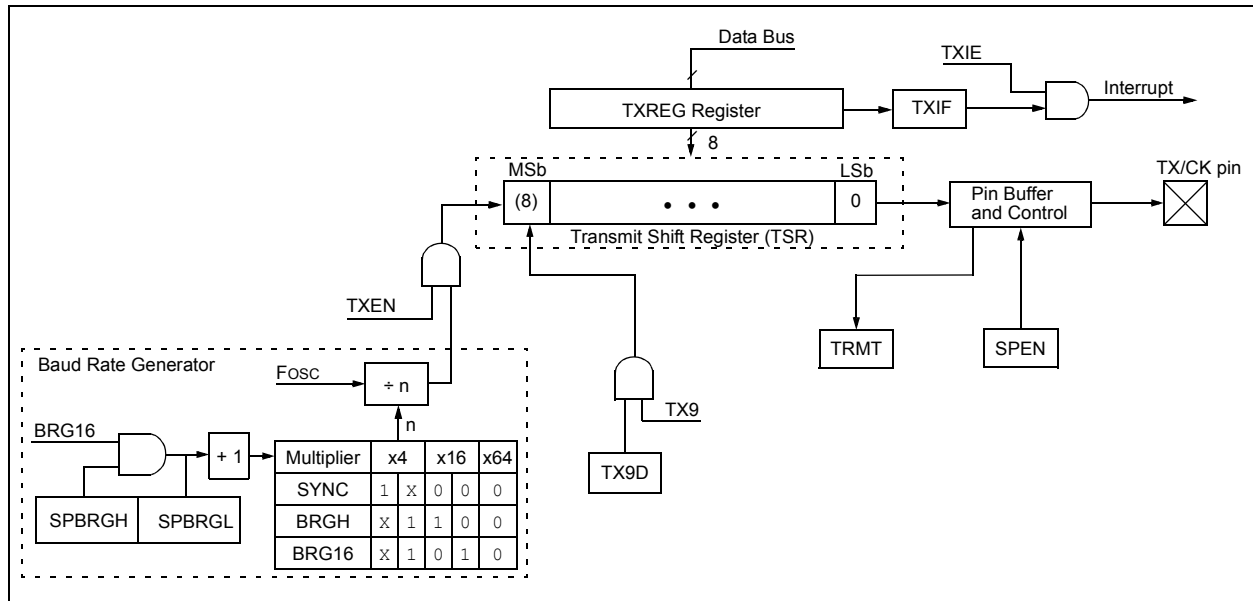 Data Bus
TXIE
Interrupt
TXREG Register
TXIF
8
MSb
LSb
TX/CK pin
(8)
• • •
0
Pin Buffer
and Control
Transmit Shift Register (TSR)
TXEN
TRMT
SPEN
Baud Rate Generator
FOSC
÷ n
TX9
n
BRG16
+ 1
Multiplier x4 x16 x64
TX9D
SYNC 1 X 0 0 0
SPBRGH SPBRGL
BRGH X 1 1 0 0
BRG16 X 1 0 1 0